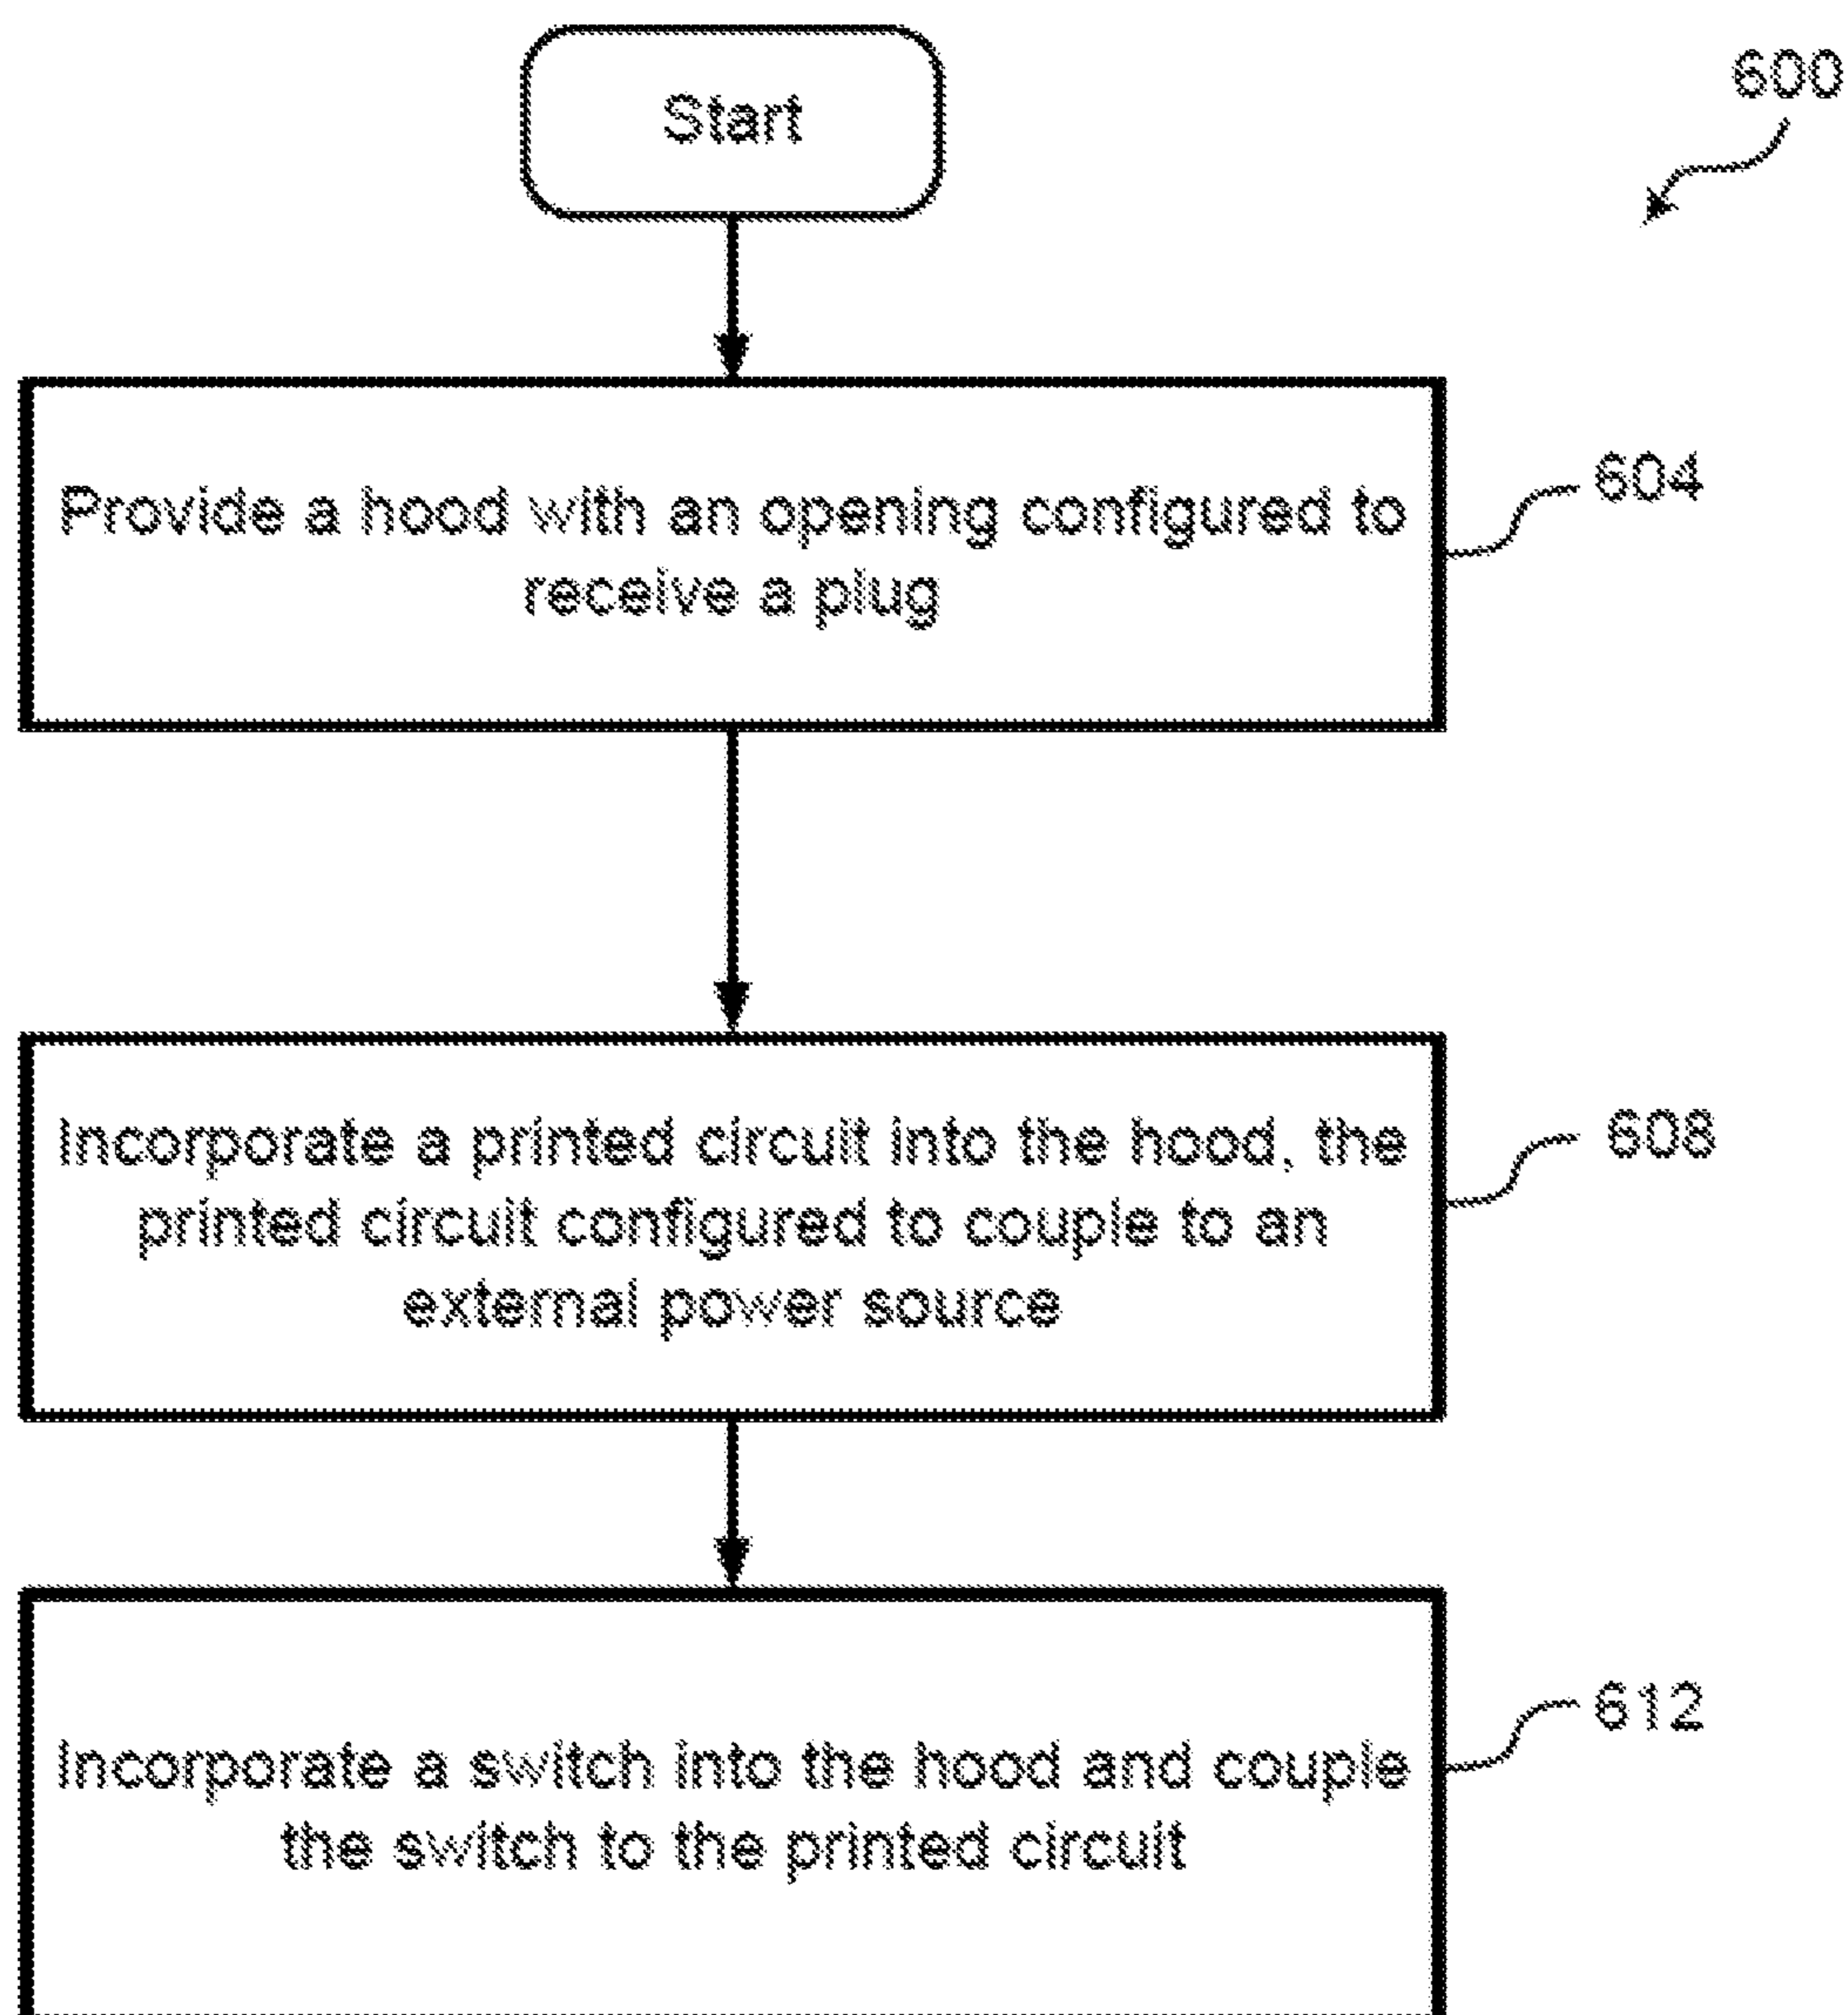 Start
600
Provide a hood with an opening configured to
receive a plug
604
Incorporate a printed circuit into the hood, the
printed circuit configured to couple to an
external power source
608
Incorporate a switch into the hood and couple
the switch to the printed circuit
612